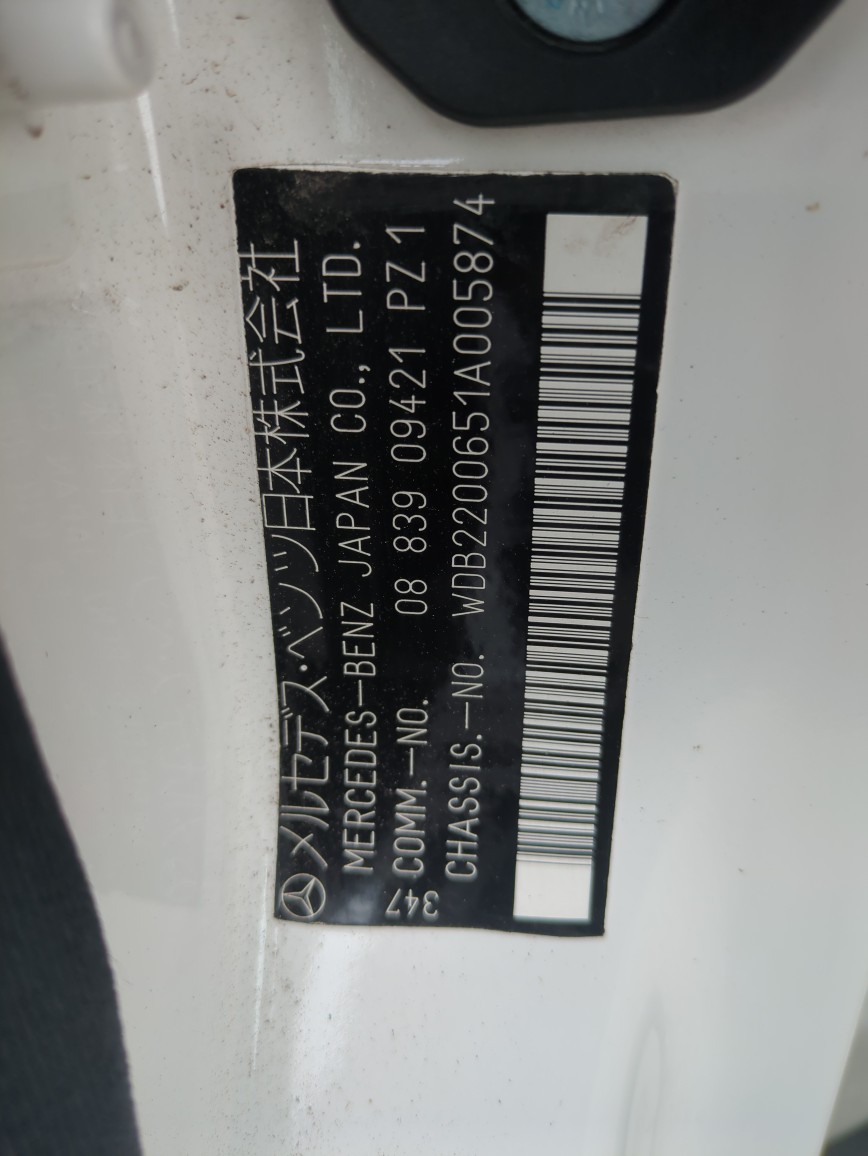 メルセデス・ベンツ日本株式会社
MERCEDES-BENZ JAPAN CO., LTD.
COMM.-NO. 08 839 09421 PZ1
CHASSIS.-NO. WDB2200651A005874
347